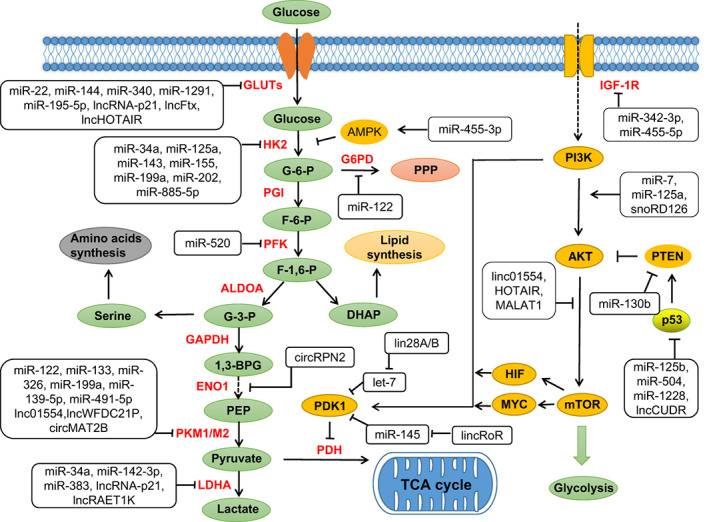 Glucose
miR-22, miR-144, miR-340, miR-1291,
miR-195-5p, lncRNA-p21, lncFtx,
lncHOTAIR
GLUTs
IGF-1R
miR-342-3p,
miR-455-5p
Glucose
AMPK
miR-455-3p
miR-34a, miR-125a,
miR-143, miR-155,
miR-199a, miR-202,
miR-885-5p
HK2
G-6-P
G6PD
PPP
PI3K
PGI
miR-122
miR-7,
miR-125a,
snoRD126
F-6-P
miR-520
PFK
Amino acids
synthesis
Lipid
synthesis
F-1,6-P
AKT
PTEN
linc01554,
HOTAIR,
MALAT1
miR-130b
ALDOA
Serine
G-3-P
DHAP
p53
GAPDH
lin28A/B
1,3-BPG
circRPN2
miR-125b,
miR-504,
miR-1228,
lncCUDR
miR-122, miR-133, miR-
326, miR-199a, miR-
139-5p, miR-491-5p
lnc01554,lncWFDC21P,
circMAT2B
ENO1
let-7
HIF
PEP
PDK1
MYC
mTOR
PKM1/M2
miR-145
lincRoR
Pyruvate
PDH
miR-34a, miR-142-3p,
miR-383, lncRNA-p21,
lncRAET1K
LDHA
TCA cycle
Glycolysis
Lactate